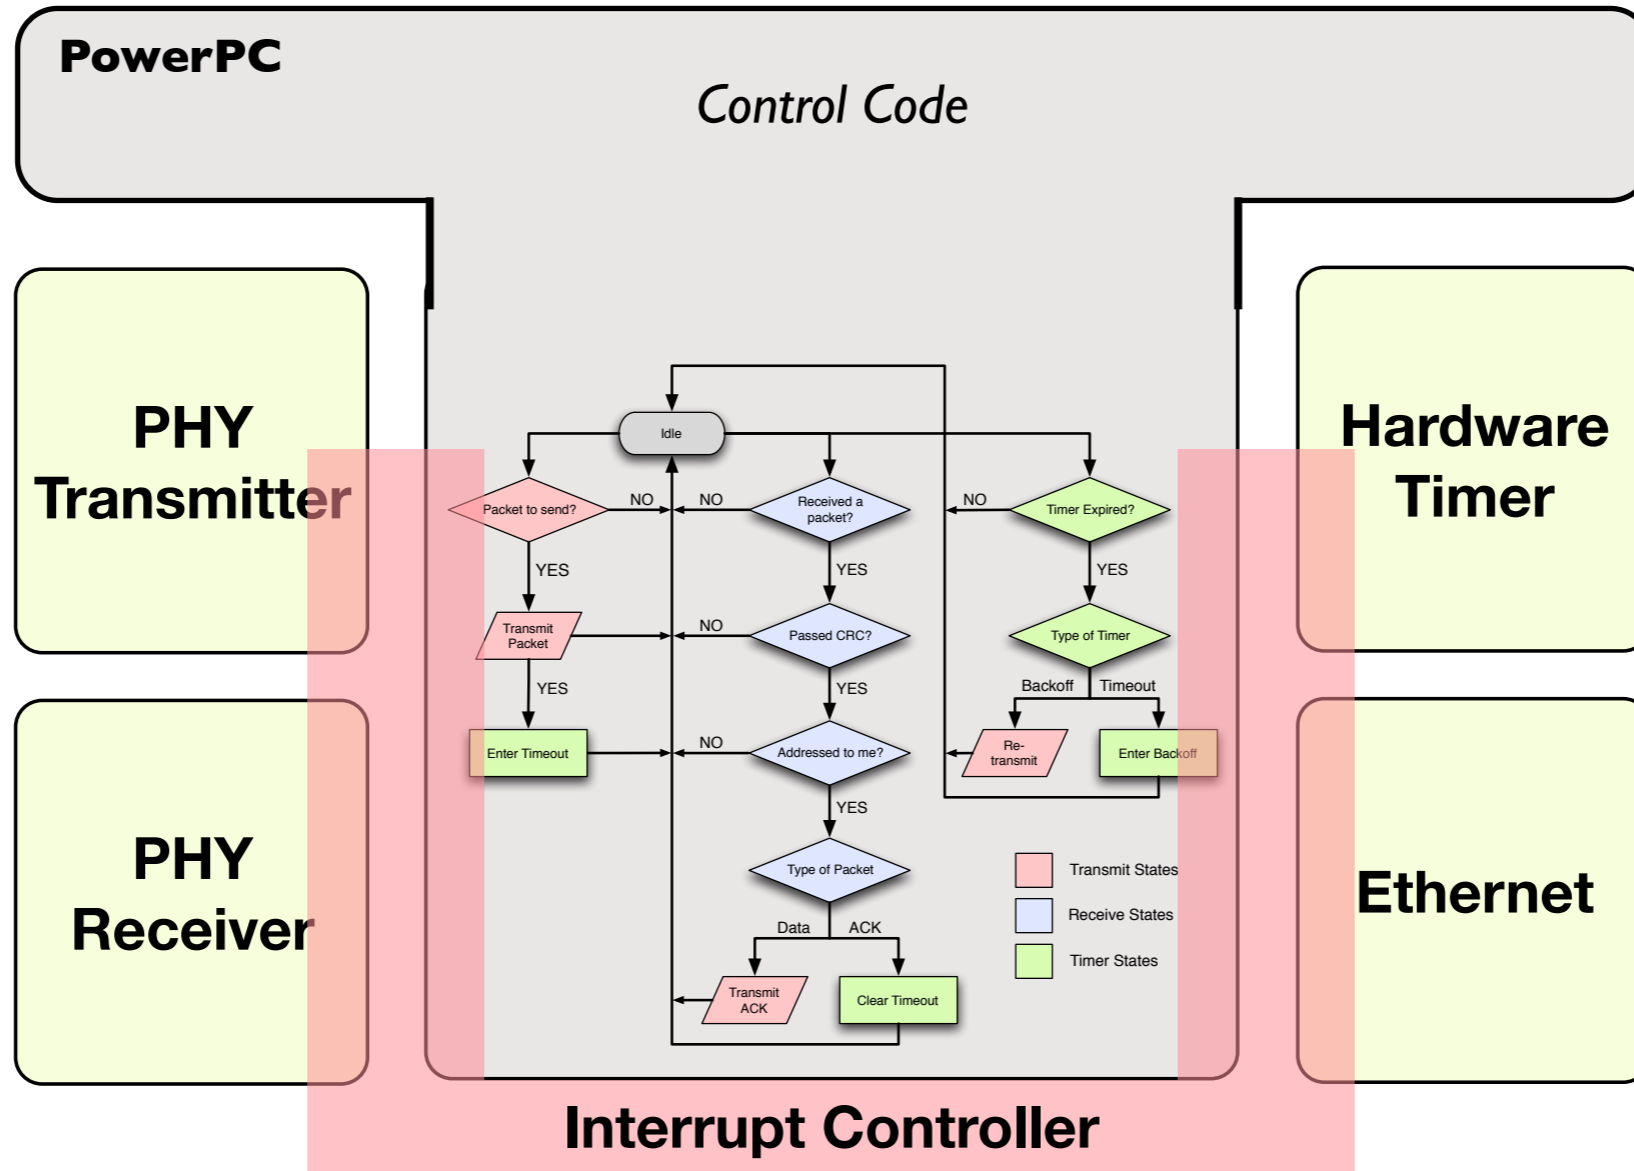 PowerPC
Control Code
PHY
Transmitter
PHY
Receiver
Hardware
Timer
Ethernet
Idle
Packet to send?
NO
YES
Transmit
Packet
YES
Enter Timeout
Received a
packet?
NO
YES
Passed CRC?
NO
YES
Addressed to me?
NO
YES
Type of Packet
Data
ACK
Transmit
ACK
Clear Timeout
Timer Expired?
NO
YES
Type of Timer
Backoff
Timeout
Re-
transmit
Enter Backoff
Transmit States
Receive States
Timer States
Interrupt Controller